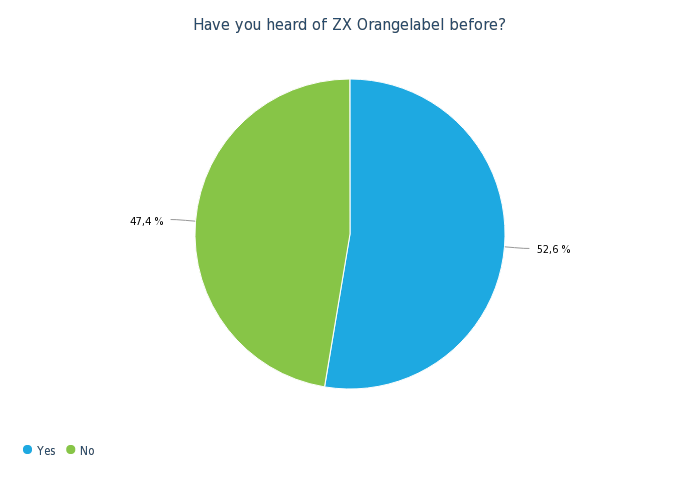 Have you heard of ZX Orangelabel before?
47,4 %
52,6 %
Yes No